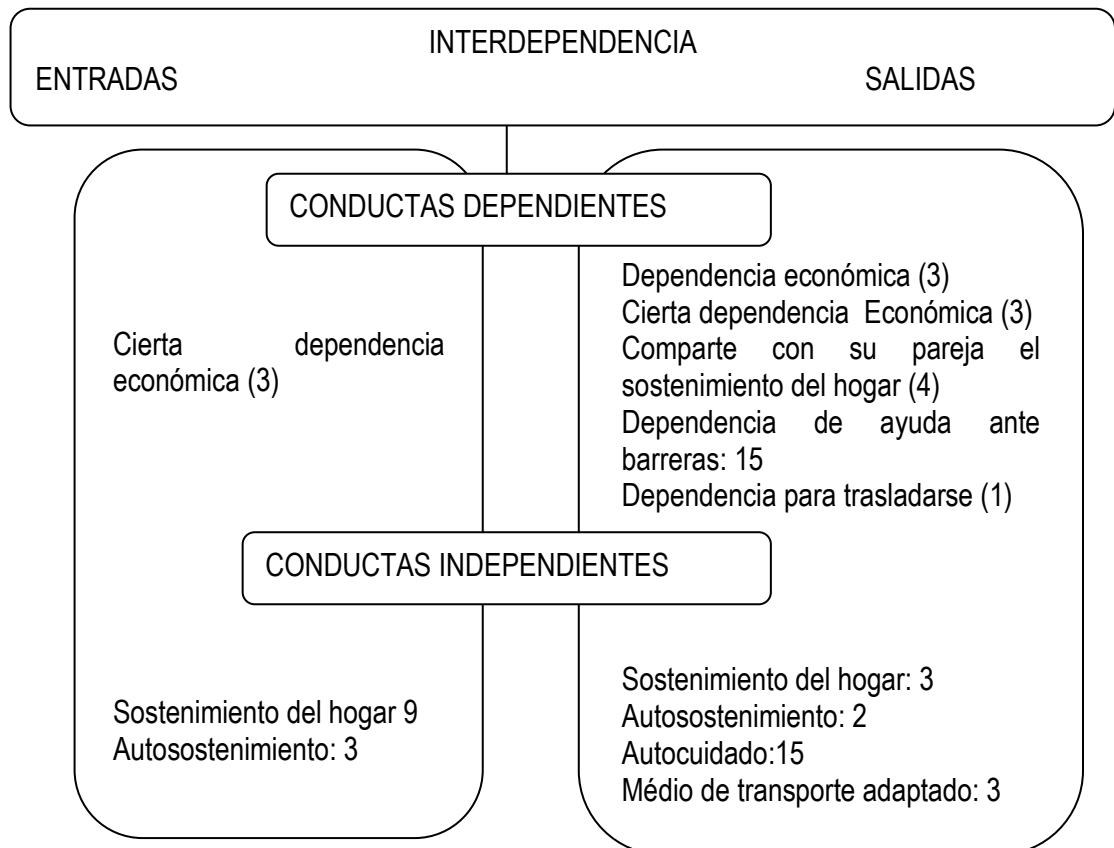 INTERDEPENDENCIA
ENTRADAS SALIDAS
CONDUCTAS DEPENDIENTES
Cierta dependencia
económica (3)
Dependencia económica (3)
Cierta dependencia Económica (3)
Comparte con su pareja el
sostenimiento del hogar (4)
Dependencia de ayuda ante
barreras: 15
Dependencia para trasladarse (1)
CONDUCTAS INDEPENDIENTES
Sostenimiento del hogar 9
Autosostenimiento: 3
Sostenimiento del hogar: 3
Autosostenimiento: 2
Autocuidado:15
Médio de transporte adaptado: 3